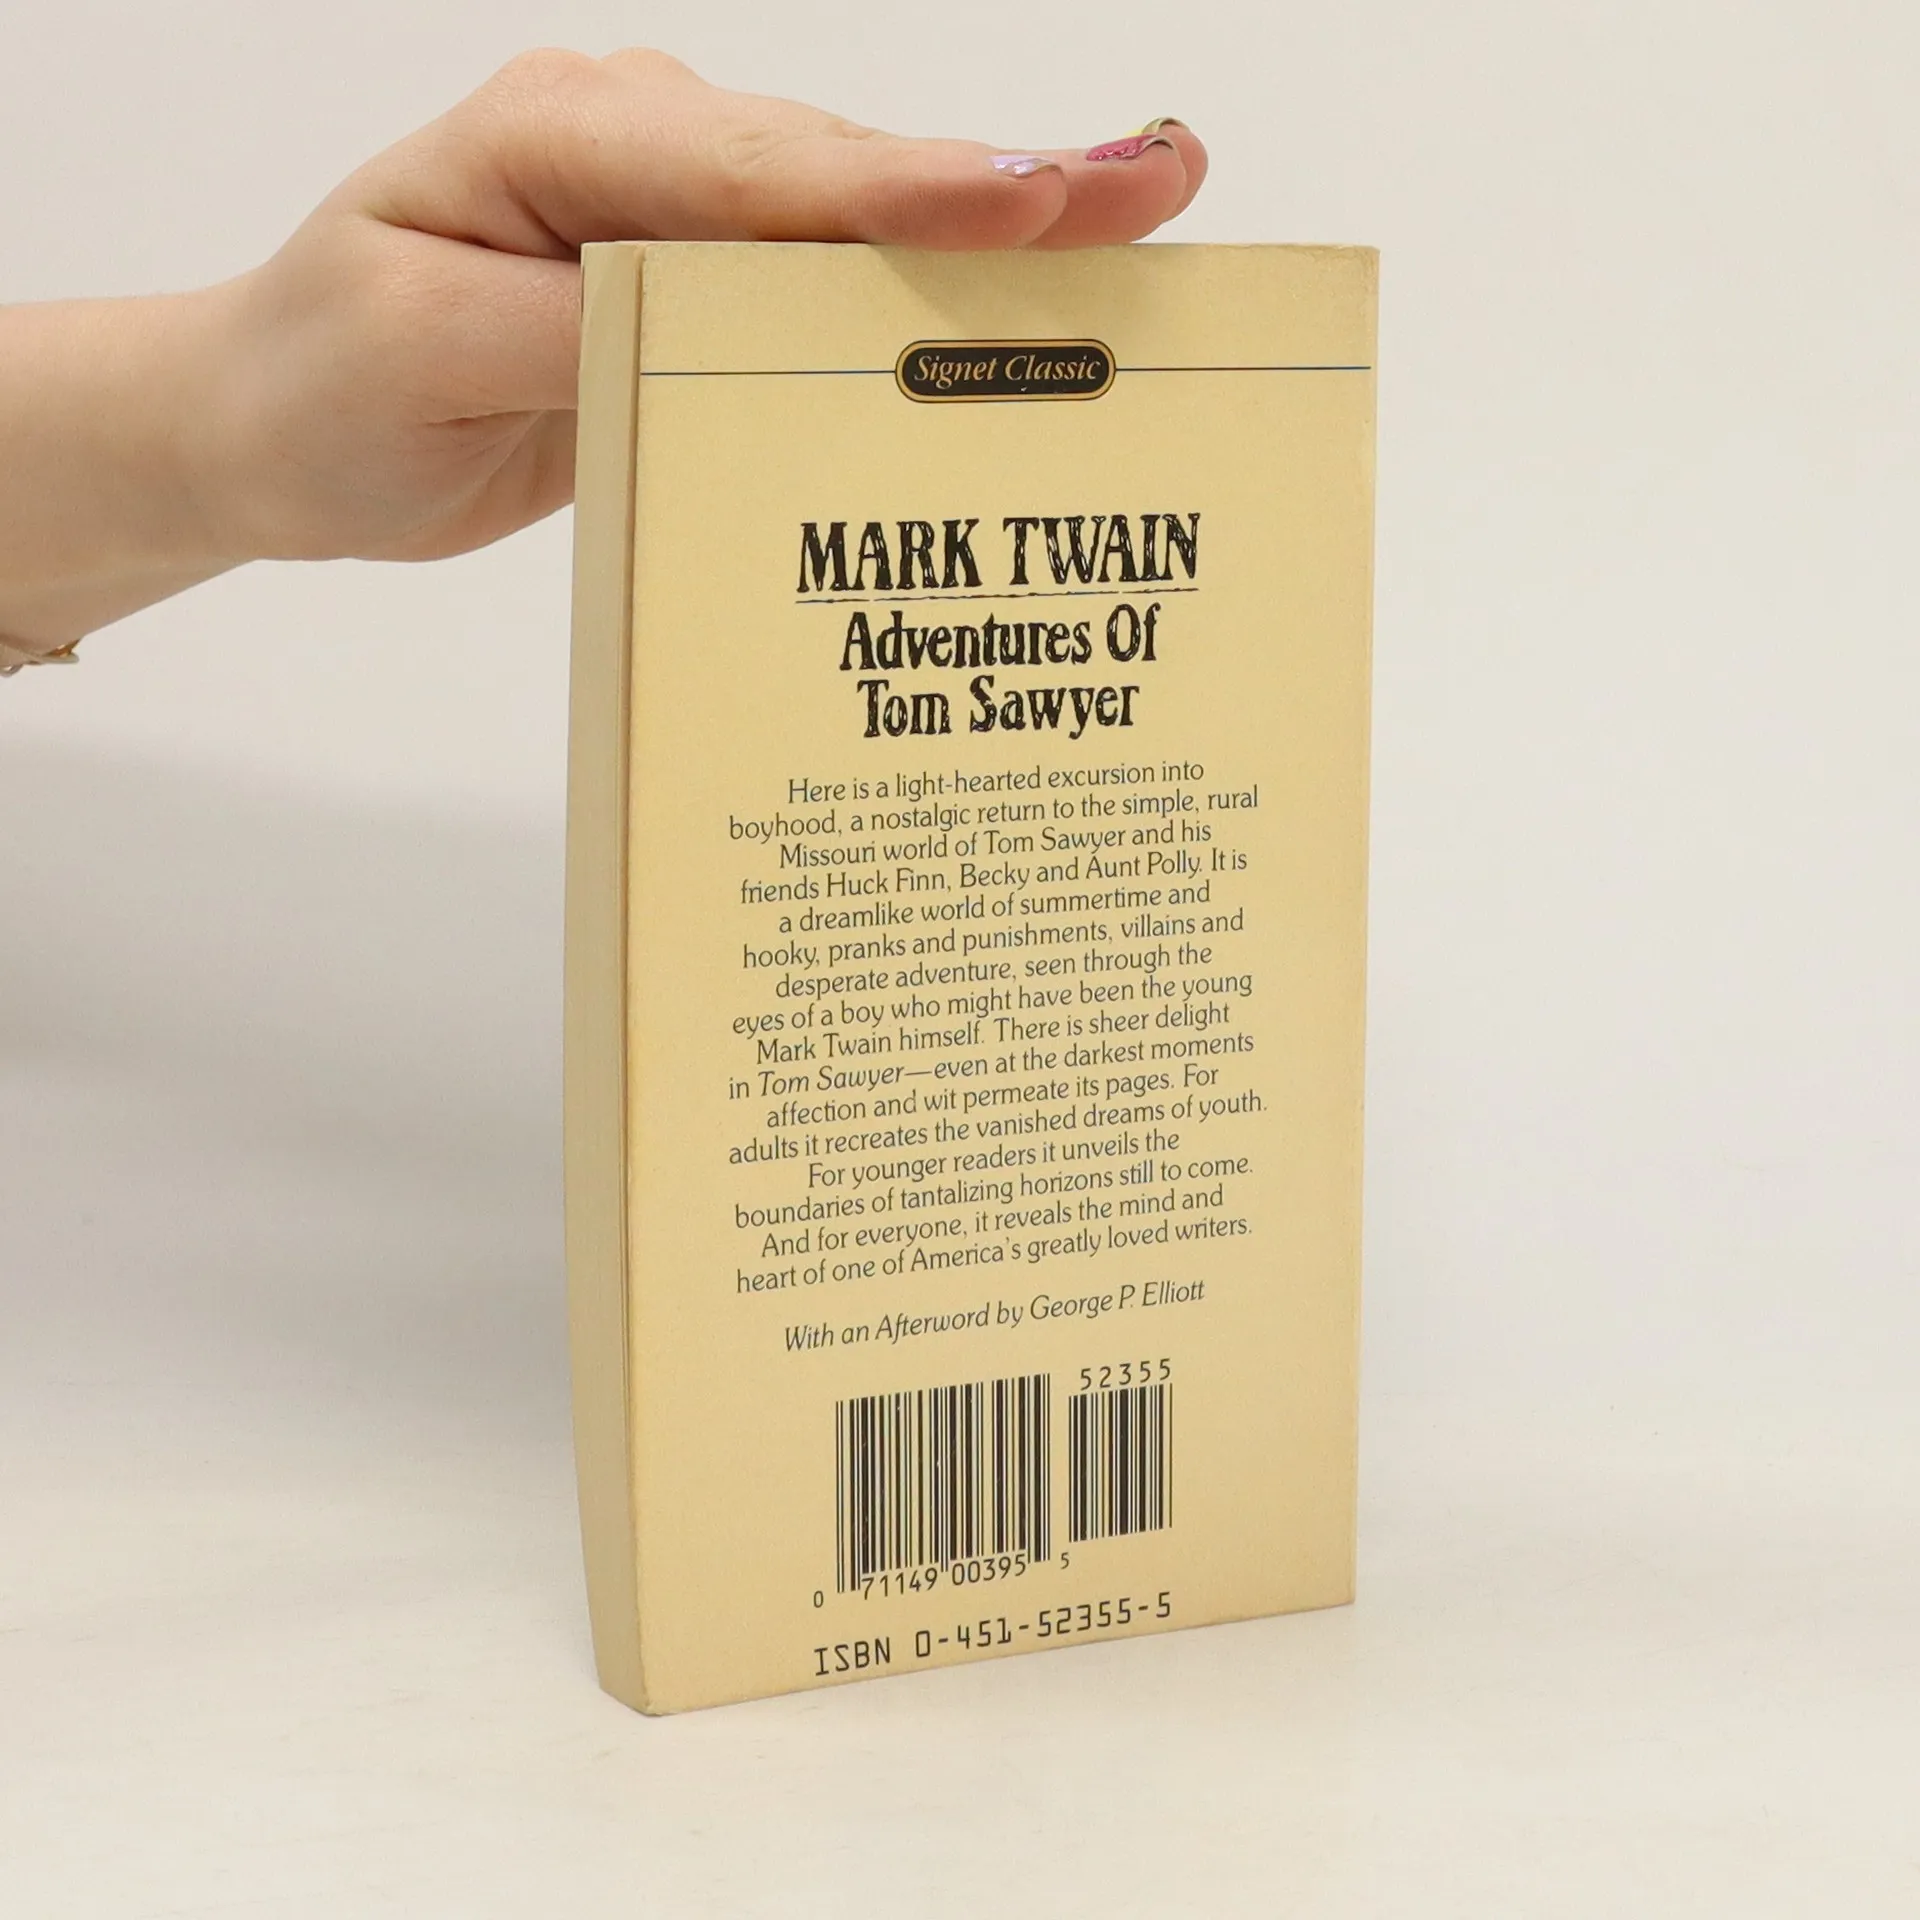 Signet Classic
MARK TWAIN
Adventures Of
Tom Sawyer
Here is a light-hearted excursion into
boyhood, a nostalgic return to the simple, rural
Missouri world of Tom Sawyer and his
friends Huck Finn, Becky and Aunt Polly. It is
a dreamlike world of summertime and
hooky, pranks and punishments, villains and
desperate adventure, seen through the
eyes of a boy who might have been the young
Mark Twain himself. There is sheer delight
in Tom Sawyer—even at the darkest moments
affection and wit permeate its pages. For
adults it recreates the vanished dreams of youth.
For younger readers it unveils the
boundaries of tantalizing horizons still to come.
And for everyone, it reveals the mind and
heart of one of America's greatly loved writers.
With an Afterword by George P. Elliott
52355
0 71149 00395 5
ISBN 0-451-52355-5